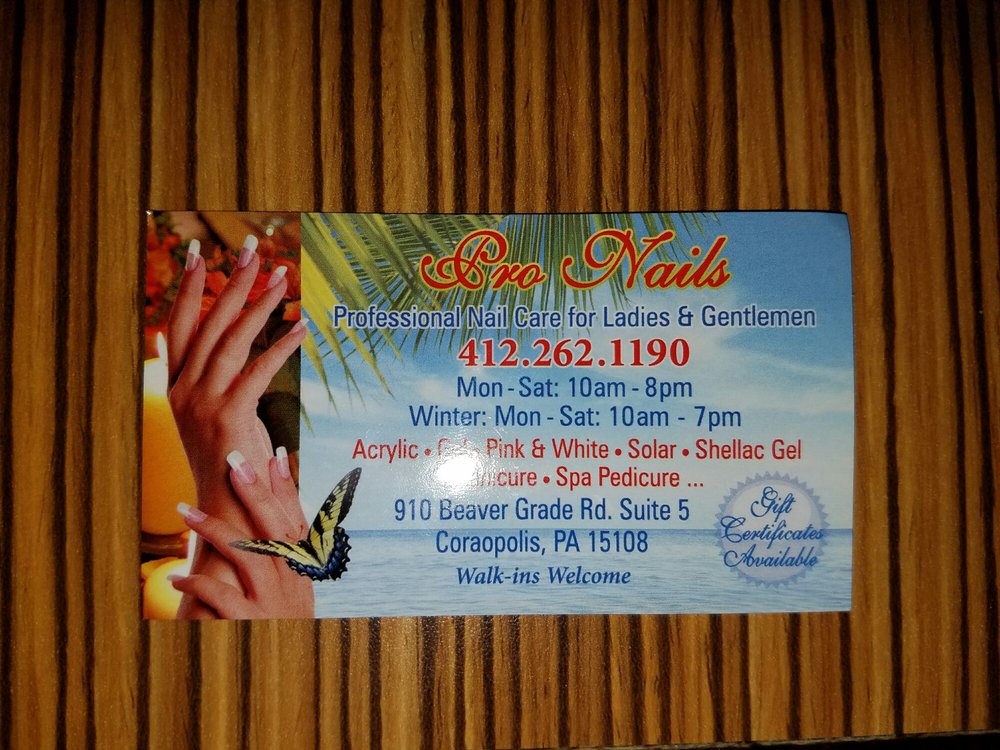 Pro Nails
Professional Nail Care for Ladies & Gentlemen
412.262.1190
Mon - Sat: 10am - 8pm
Winter: Mon - Sat: 10am - 7pm
Acrylic • Pink & White • Solar • Shellac Gel
• Spa Pedicure ...
910 Beaver Grade Rd. Suite 5
Coraopolis, PA 15108
Walk-ins Welcome
Gift
Certificates
Available